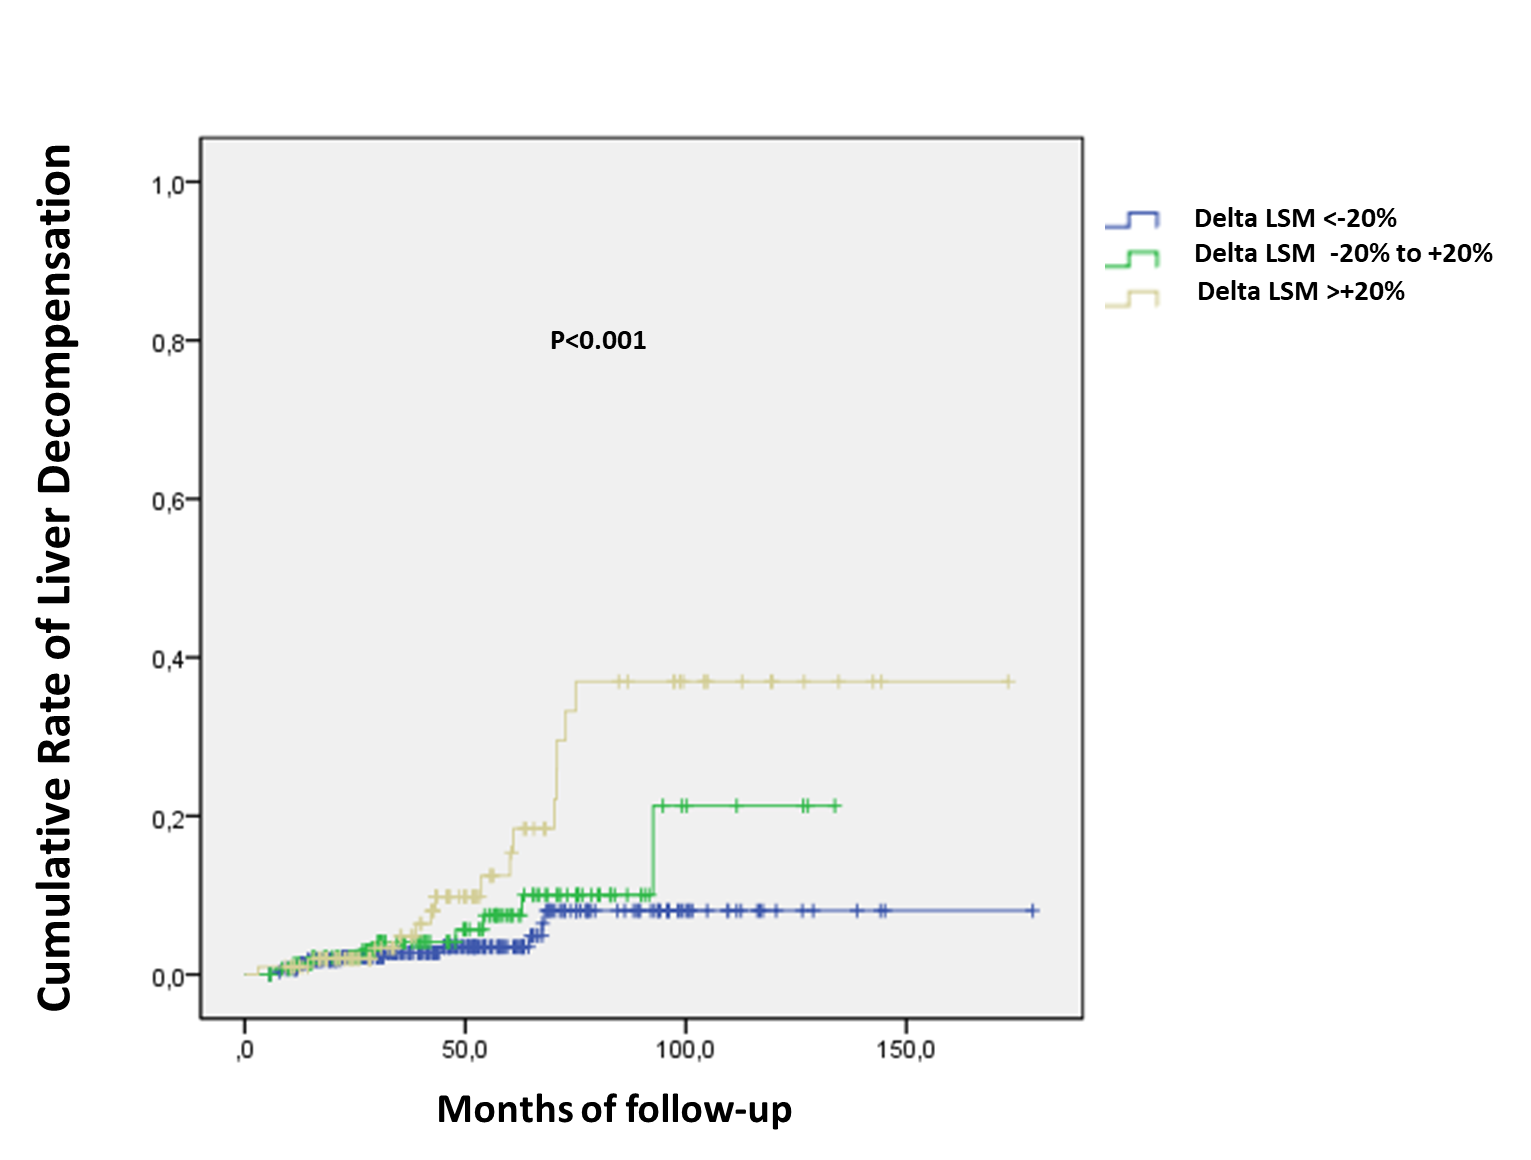 Cumulative Rate of Liver Decompensation
1,0
0,8
0,6
0,4
0,2
0,0
P<0.001
Delta LSM <-20%
Delta LSM -20% to +20%
Delta LSM >+20%
,0 50,0 100,0 150,0
Months of follow-up